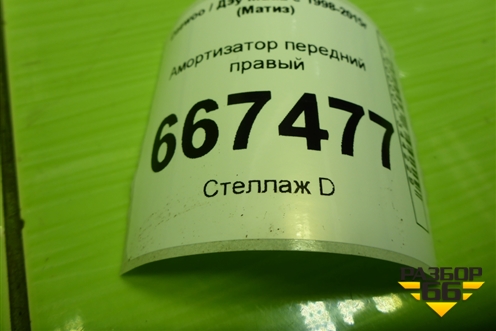 (Матиз)
Амортизатор передний
правый
667477
Стеллаж D
РАЗБОР
66